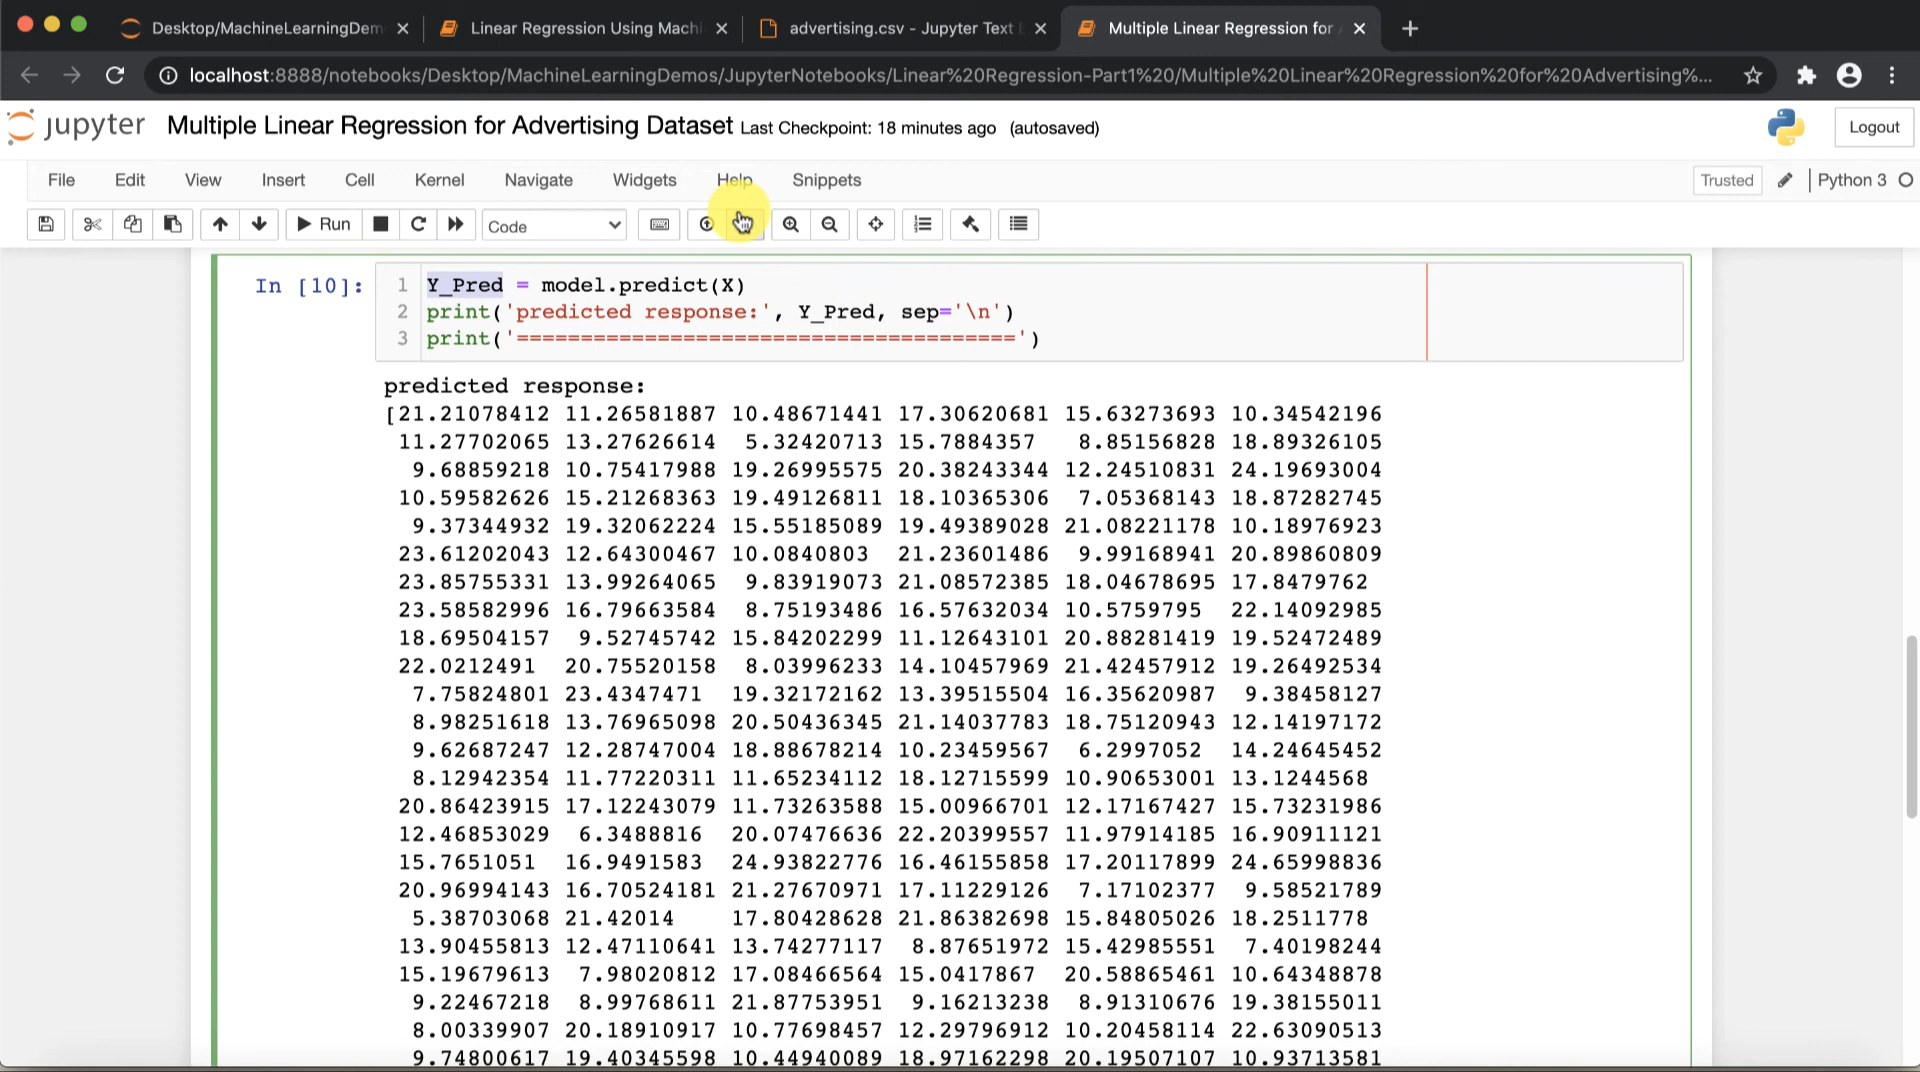 Desktop/MachineLearningDem
Linear Regression Using Machi
advertising.csv - Jupyter Text E
Multiple Linear Regression for A
localhost:8888/notebooks/Desktop/MachineLearningDemos/JupyterNotebooks/Linear%20Regression-Part1%20/Multiple%20Linear%20Regression%20for%20Advertising%...
jupyter Multiple Linear Regression for Advertising Dataset Last Checkpoint: 18 minutes ago (autosaved)
Logout
File Edit View Insert Cell Kernel Navigate Widgets Help Snippets
Trusted Python 3
Run Code
In [10]:
1 Y_Pred = model.predict(X)
2 print('predicted response:', Y_Pred, sep='\n')
3 print('=======================================')
predicted response:
[21.21078412 11.26581887 10.48671441 17.30620681 15.63273693 10.34542196
11.27702065 13.27626614 5.32420713 15.7884357 8.85156828 18.89326105
9.68859218 10.75417988 19.26995575 20.38243344 12.24510831 24.19693004
10.59582626 15.21268363 19.49126811 18.10365306 7.05368143 18.87282745
9.37344932 19.32062224 15.55185089 19.49389028 21.08221178 10.18976923
23.61202043 12.64300467 10.0840803 21.23601486 9.99168941 20.89860809
23.85755331 13.99264065 9.83919073 21.08572385 18.04678695 17.8479762
23.58582996 16.79663584 8.75193486 16.57632034 10.5759795 22.14092985
18.69504157 9.52745742 15.84202299 11.12643101 20.88281419 19.52472489
22.0212491 20.75520158 8.03996233 14.10457969 21.42457912 19.26492534
7.75824801 23.4347471 19.32172162 13.39515504 16.35620987 9.38458127
8.98251618 13.76965098 20.50436345 21.14037783 18.75120943 12.14197172
9.62687247 12.28747004 18.88678214 10.23459567 6.2997052 14.24645452
8.12942354 11.77220311 11.65234112 18.12715599 10.90653001 13.1244568
20.86423915 17.12243079 11.73263588 15.00966701 12.17167427 15.73231986
12.46853029 6.3488816 20.07476636 22.20399557 11.97914185 16.90911121
15.7651051 16.9491583 24.93822776 16.46155858 17.20117899 24.65998836
20.96994143 16.70524181 21.27670971 17.11229126 7.17102377 9.58521789
5.38703068 21.42014 17.80428628 21.86382698 15.84805026 18.2511778
13.90455813 12.47110641 13.74277117 8.87651972 15.42985551 7.40198244
15.19679613 7.98020812 17.08466564 15.0417867 20.58865461 10.64348878
9.22467218 8.99768611 21.87753951 9.16213238 8.91310676 19.38155011
8.00339907 20.18910917 10.77698457 12.29796912 10.20458114 22.63090513
9.74800617 19.40345598 10.44940089 18.97162298 20.19507107 10.93713581